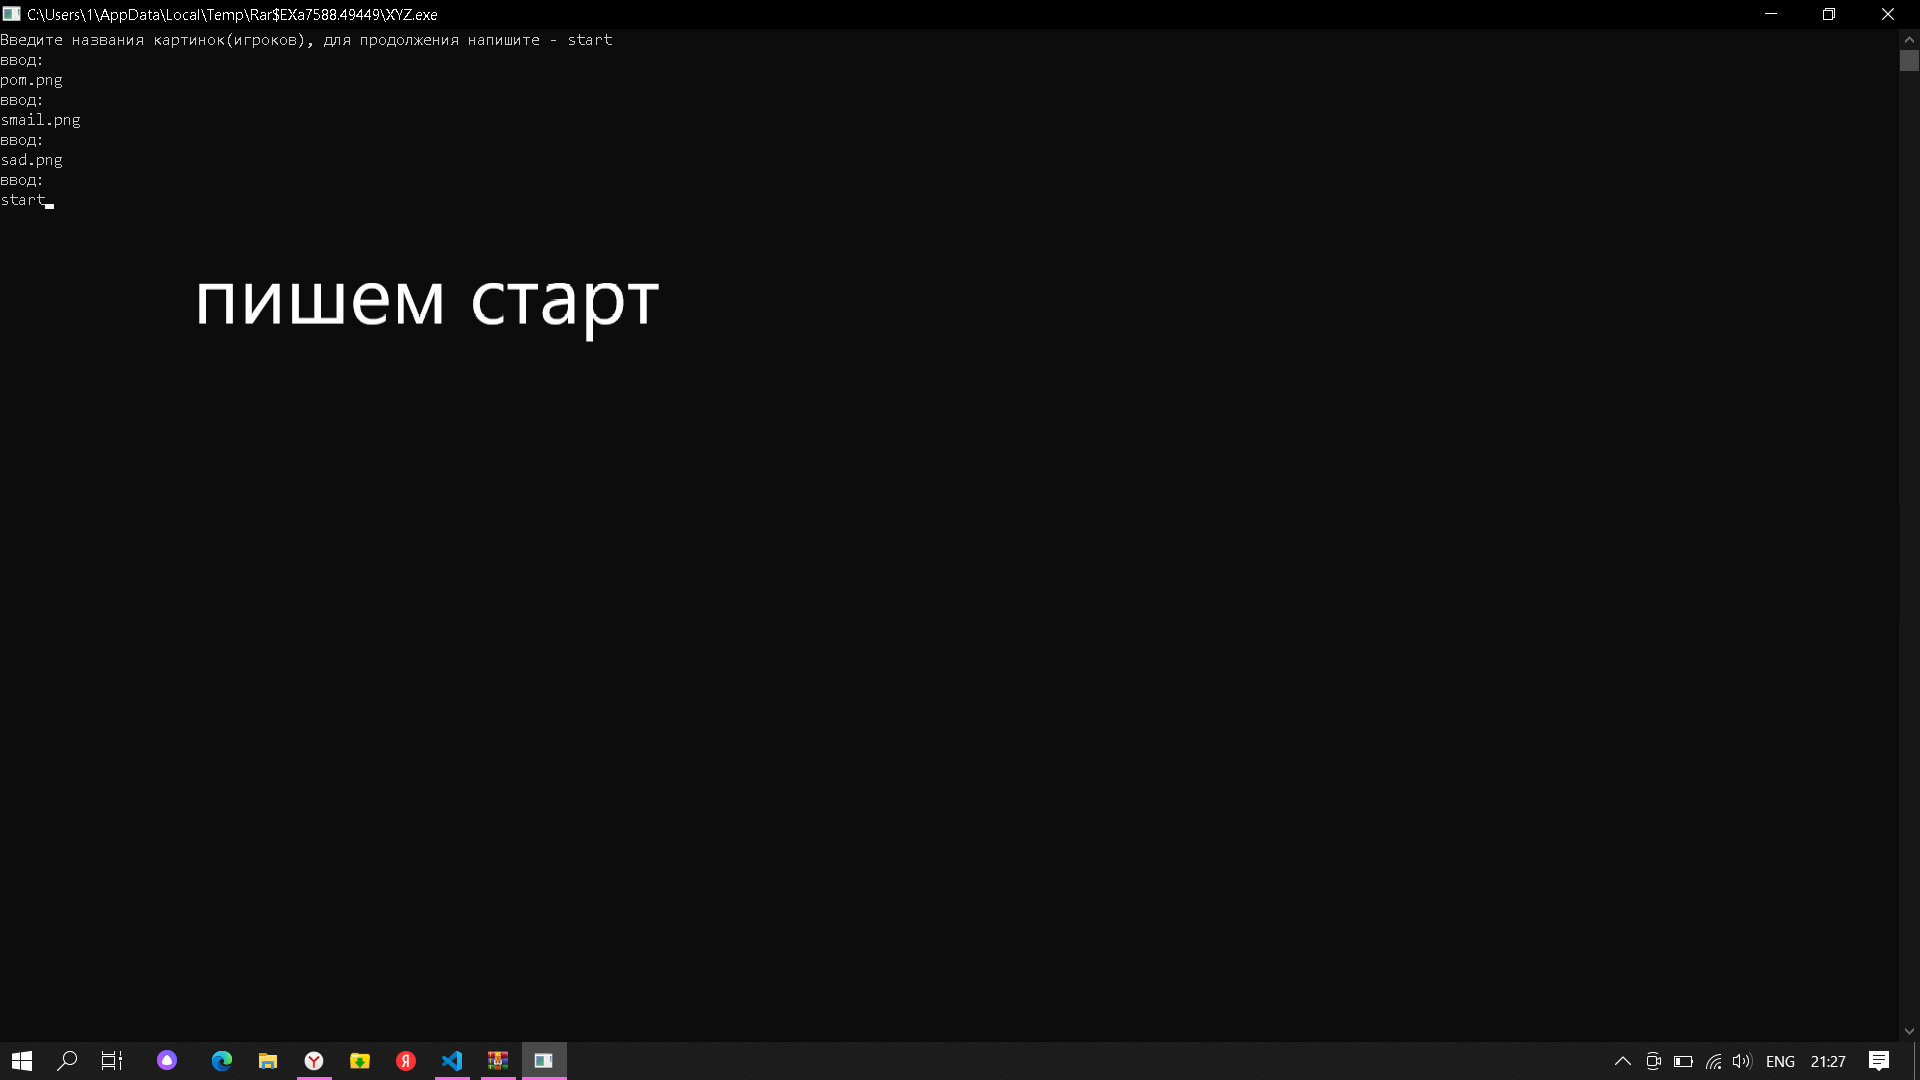 C:\Users\1\AppData\Local\Temp\Rar$EXa7588.49449\XYZ.exe
Введите названия картинок(игроков), для продолжения напишите - start
ввод:
pom.png
ввод:
smail.png
ввод:
sad.png
ввод:
start
пишем старт
ENG 21:27